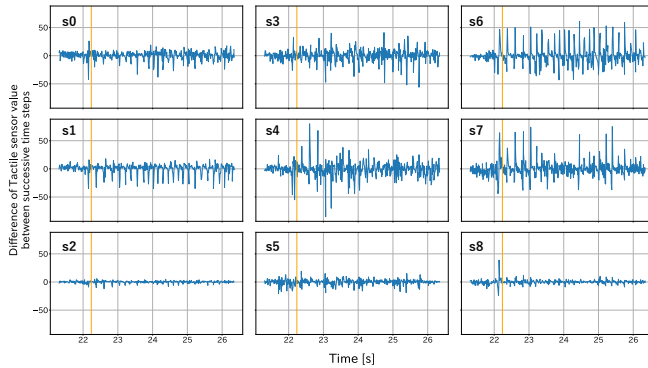 s0 s3 s6
50
0
−50
s1 s4 s7
50
0
−50
s2 s5 s8
50
0
−50
22 23 24 25 26 22 23 24 25 26 22 23 24 25 26
Time [s]
Difference of Tactile sensor value
between successive time steps